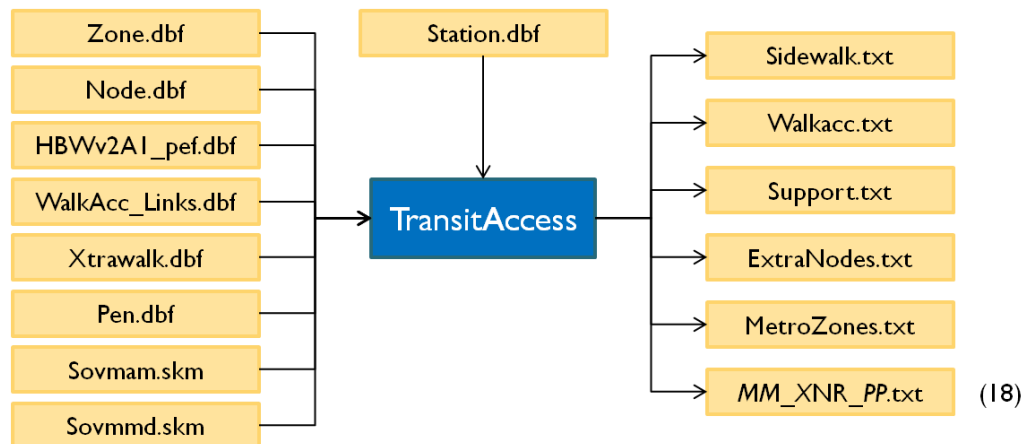 Zone.dbf
Node.dbf
HBWv2A1_pef.dbf
WalkAcc_Links.dbf
Xtrawalk.dbf
Pen.dbf
Sovmam.skm
Sovmmd.skm
Station.dbf
TransitAccess
Sidewalk.txt
Walkacc.txt
Support.txt
ExtraNodes.txt
MetroZones.txt
MM_XNR_PP.txt (18)